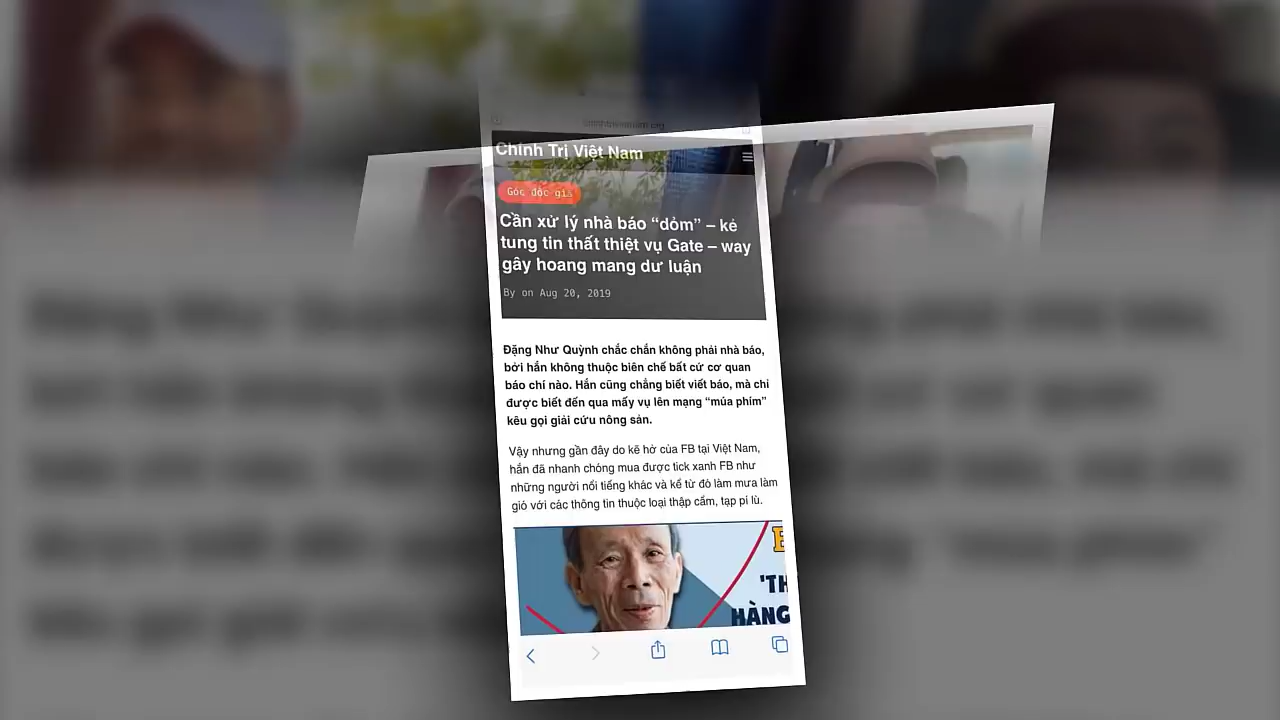 Chính Trị Việt Nam
Góc độc giả
Cần xử lý nhà báo “dỏm” – kẻ
tung tin thất thiệt vụ Gate – way
gây hoang mang dư luận
By on Aug 20, 2019
Đặng Như Quỳnh chắc chắn không phải nhà báo,
bởi hắn không thuộc biên chế bất cứ cơ quan
báo chí nào. Hắn cũng chẳng biết viết báo, mà chỉ
được biết đến qua mấy vụ lên mạng “múa phím”
kêu gọi giải cứu nông sản.
Vậy nhưng gần đây do kẽ hở của FB tại Việt Nam,
hắn đã nhanh chóng mua được tick xanh FB như
những người nổi tiếng khác và kể từ đó làm mưa làm
gió với các thông tin thuộc loại thập cẩm, tạp pí lù.
'TH
HÀNG